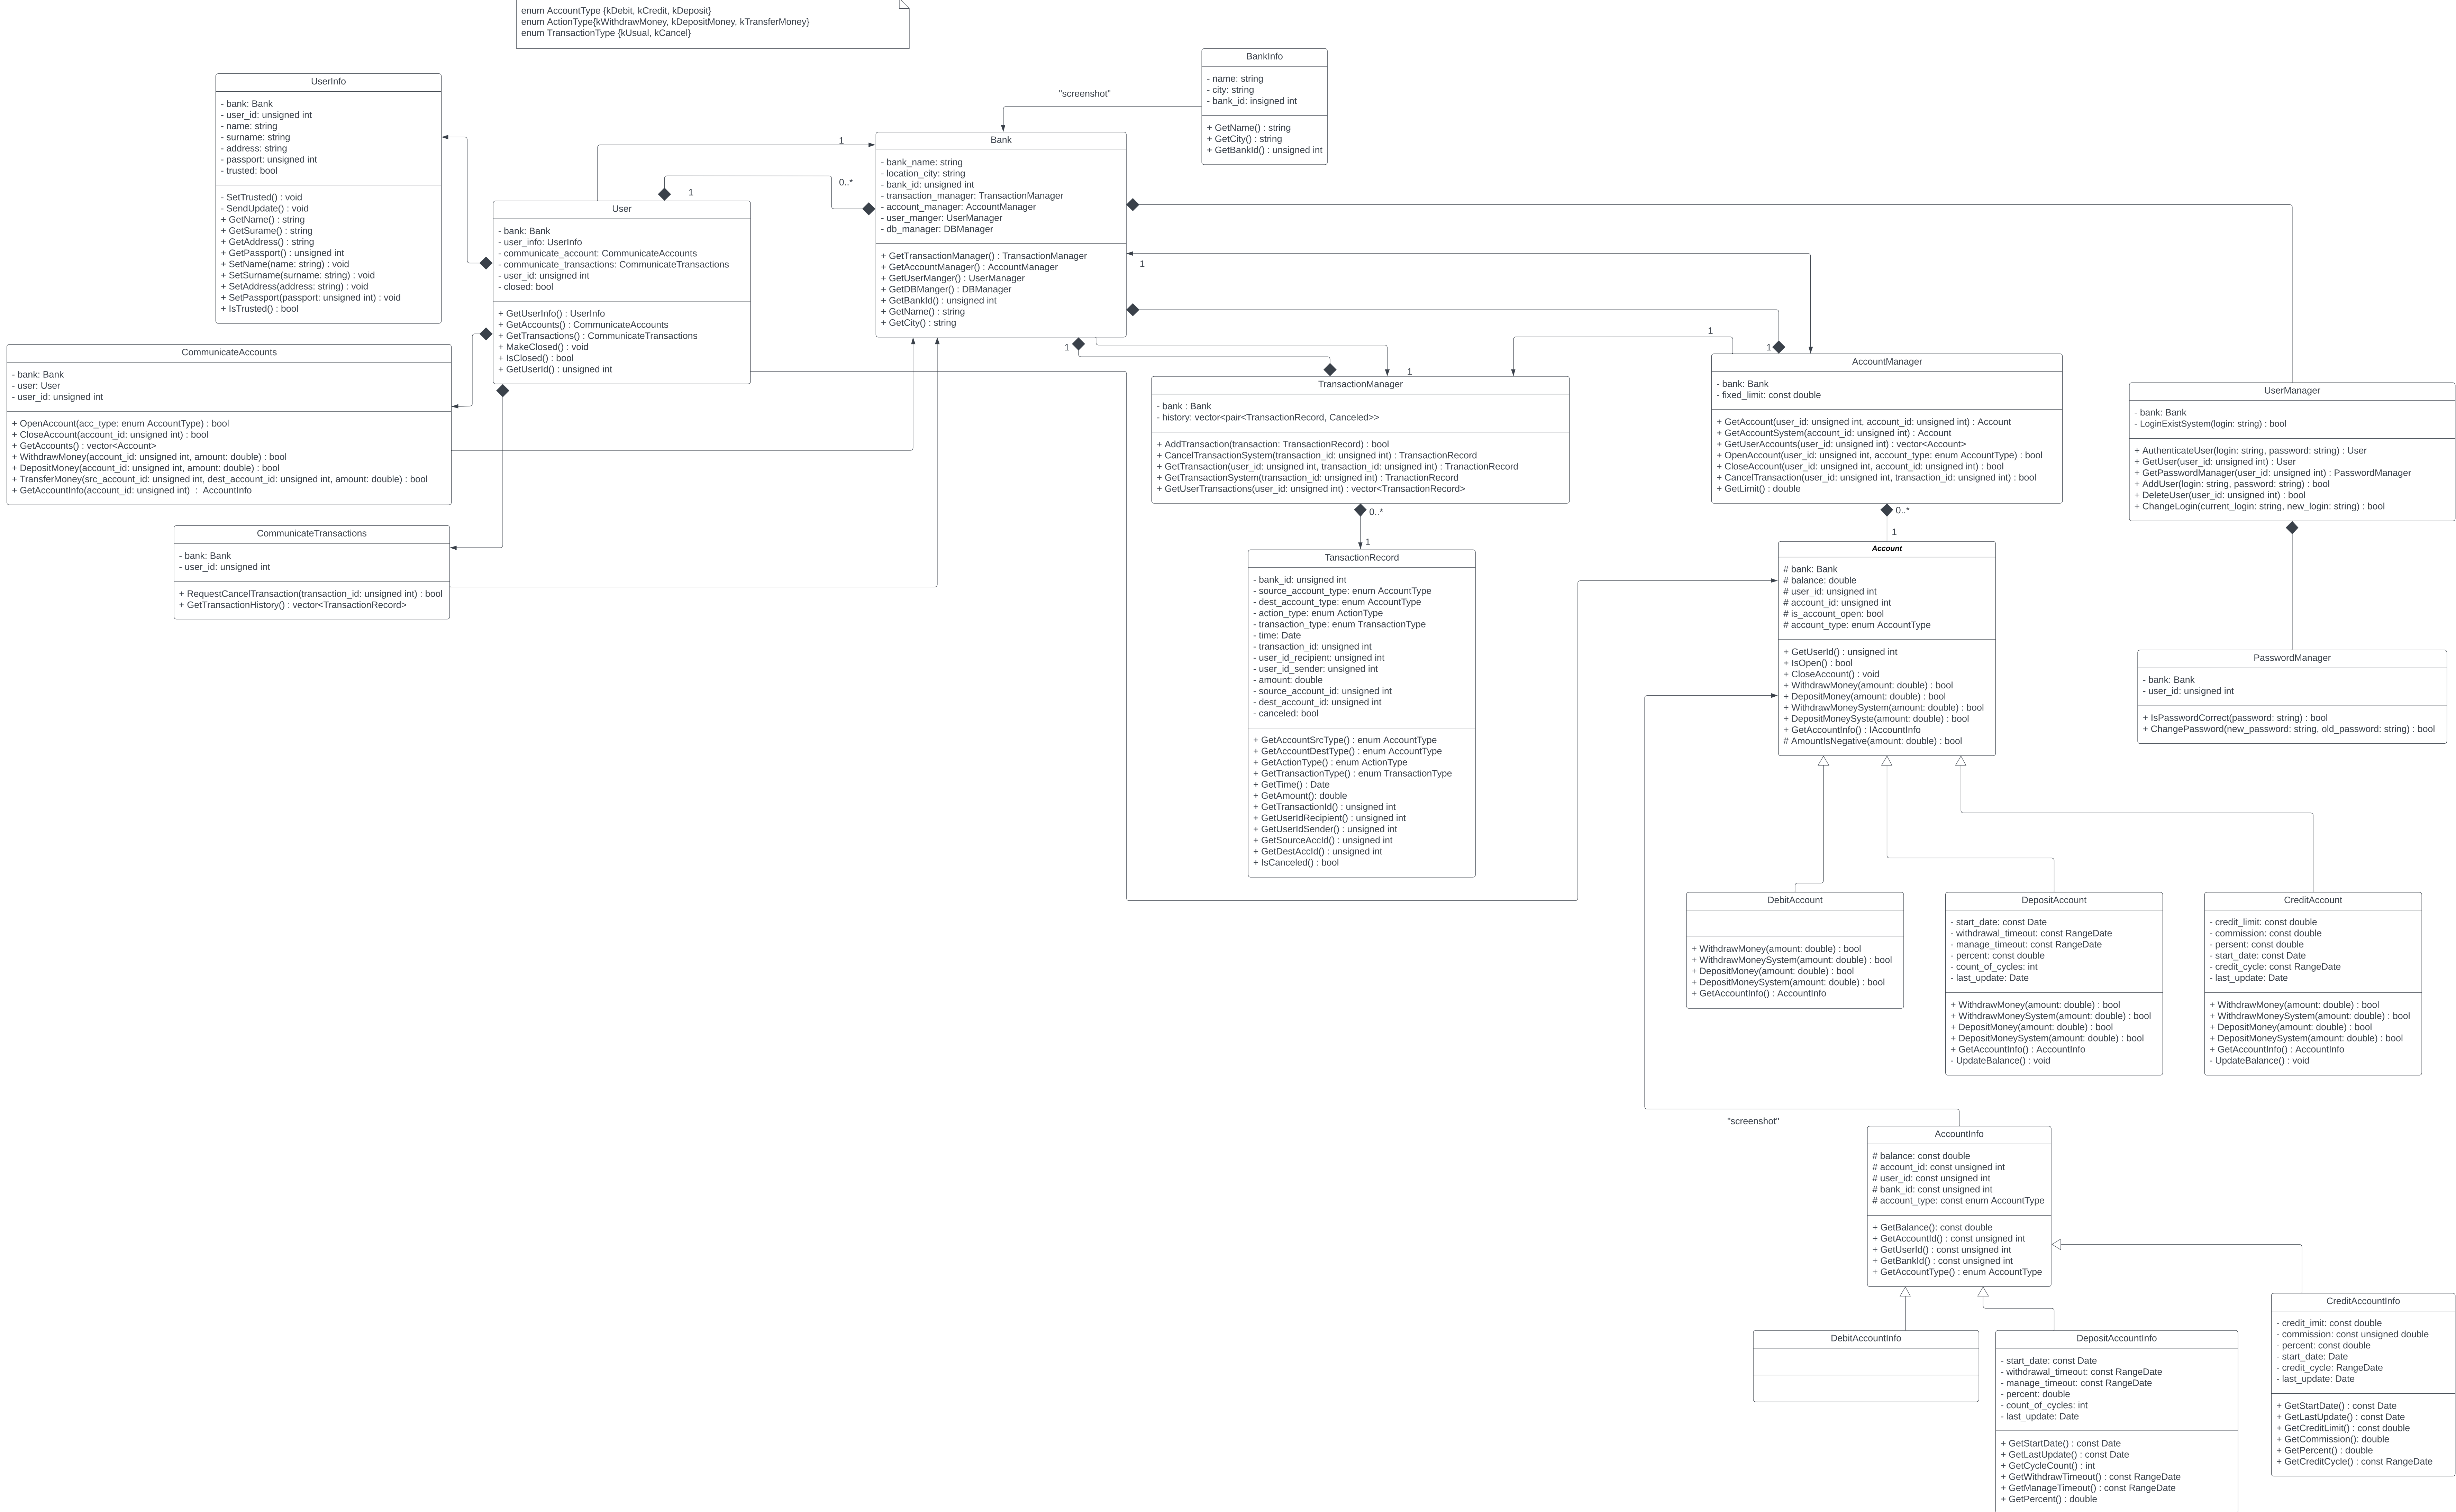 enum AccountType {kDebit, kCredit, kDeposit}
enum ActionType{kWithdrawMoney, kDepositMoney, kTransferMoney}
enum TransactionType {kUsual, kCancel}
BankInfo
- name: string
- city: string
- bank_id: insigned int
+ GetName() : string
+ GetCity() : string
+ GetBankId() : unsigned int
"screenshot"
UserInfo
- bank: Bank
- user_id: unsigned int
- name: string
- surname: string
- address: string
- passport: unsigned int
- trusted: bool
- SetTrusted() : void
- SendUpdate() : void
+ GetName() : string
+ GetSurame() : string
+ GetAddress() : string
+ GetPassport() : unsigned int
+ SetName(name: string) : void
+ SetSurname(surname: string) : void
+ SetAddress(address: string) : void
+ SetPassport(passport: unsigned int) : void
+ IsTrusted() : bool
1
0..*
1
Bank
- bank_name: string
- location_city: string
- bank_id: unsigned int
- transaction_manager: TransactionManager
- account_manager: AccountManager
- user_manger: UserManager
- db_manager: DBManager
+ GetTransactionManager() : TransactionManager
+ GetAccountManager() : AccountManager
+ GetUserManger() : UserManager
+ GetDBManger() : DBManager
+ GetBankId() : unsigned int
+ GetName() : string
+ GetCity() : string
1
User
- bank: Bank
- user_info: UserInfo
- communicate_account: CommunicateAccounts
- communicate_transactions: CommunicateTransactions
- user_id: unsigned int
- closed: bool
+ GetUserInfo() : UserInfo
+ GetAccounts() : CommunicateAccounts
+ GetTransactions() : CommunicateTransactions
+ MakeClosed() : void
+ IsClosed() : bool
+ GetUserId() : unsigned int
CommunicateAccounts
- bank: Bank
- user: User
- user_id: unsigned int
+ OpenAccount(acc_type: enum AccountType) : bool
+ CloseAccount(account_id: unsigned int) : bool
+ GetAccounts() : vector<Account>
+ WithdrawMoney(account_id: unsigned int, amount: double) : bool
+ DepositMoney(account_id: unsigned int, amount: double) : bool
+ TransferMoney(src_account_id: unsigned int, dest_account_id: unsigned int, amount: double) : bool
+ GetAccountInfo(account_id: unsigned int) : AccountInfo
CommunicateTransactions
- bank: Bank
- user_id: unsigned int
+ RequestCancelTransaction(transaction_id: unsigned int) : bool
+ GetTransactionHistory() : vector<TransactionRecord>
1
1
1
1
TransactionManager
- bank : Bank
- history: vector<pair<TransactionRecord, Canceled>>
+ AddTransaction(transaction: TransactionRecord) : bool
+ CancelTransactionSystem(transaction_id: unsigned int) : TransactionRecord
+ GetTransaction(user_id: unsigned int, transaction_id: unsigned int) : TranactionRecord
+ GetTransactionSystem(transaction_id: unsigned int) : TranactionRecord
+ GetUserTransactions(user_id: unsigned int) : vector<TransactionRecord>
0..*
1
AccountManager
- bank: Bank
- fixed_limit: const double
+ GetAccount(user_id: unsigned int, account_id: unsigned int) : Account
+ GetAccountSystem(account_id: unsigned int) : Account
+ GetUserAccounts(user_id: unsigned int) : vector<Account>
+ OpenAccount(user_id: unsigned int, account_type: enum AccountType) : bool
+ CloseAccount(user_id: unsigned int, account_id: unsigned int) : bool
+ CancelTransaction(user_id: unsigned int, transaction_id: unsigned int) : bool
+ GetLimit() : double
0..*
1
UserManager
- bank: Bank
- LoginExistSystem(login: string) : bool
+ AuthenticateUser(login: string, password: string) : User
+ GetUser(user_id: unsigned int) : User
+ GetPasswordManager(user_id: unsigned int) : PasswordManager
+ AddUser(login: string, password: string) : bool
+ DeleteUser(user_id: unsigned int) : bool
+ ChangeLogin(current_login: string, new_login: string) : bool
TansactionRecord
- bank_id: unsigned int
- source_account_type: enum AccountType
- dest_account_type: enum AccountType
- action_type: enum ActionType
- transaction_type: enum TransactionType
- time: Date
- transaction_id: unsigned int
- user_id_recipient: unsigned int
- user_id_sender: unsigned int
- amount: double
- source_account_id: unsigned int
- dest_account_id: unsigned int
- canceled: bool
+ GetAccountSrcType() : enum AccountType
+ GetAccountDestType() : enum AccountType
+ GetActionType() : enum ActionType
+ GetTransactionType() : enum TransactionType
+ GetTime() : Date
+ GetAmount(): double
+ GetTransactionId() : unsigned int
+ GetUserIdRecipient() : unsigned int
+ GetUserIdSender() : unsigned int
+ GetSourceAccId() : unsigned int
+ GetDestAccId() : unsigned int
+ IsCanceled() : bool
Account
# bank: Bank
# balance: double
# user_id: unsigned int
# account_id: unsigned int
# is_account_open: bool
# account_type: enum AccountType
+ GetUserId() : unsigned int
+ IsOpen() : bool
+ CloseAccount() : void
+ WithdrawMoney(amount: double) : bool
+ DepositMoney(amount: double) : bool
+ WithdrawMoneySystem(amount: double) : bool
+ DepositMoneySyste(amount: double) : bool
+ GetAccountInfo() : IAccountInfo
# AmountIsNegative(amount: double) : bool
PasswordManager
- bank: Bank
- user_id: unsigned int
+ IsPasswordCorrect(password: string) : bool
+ ChangePassword(new_password: string, old_password: string) : bool
DebitAccount
+ WithdrawMoney(amount: double) : bool
+ WithdrawMoneySystem(amount: double) : bool
+ DepositMoney(amount: double) : bool
+ DepositMoneySystem(amount: double) : bool
+ GetAccountInfo() : AccountInfo
DepositAccount
- start_date: const Date
- withdrawal_timeout: const RangeDate
- manage_timeout: const RangeDate
- percent: const double
- count_of_cycles: int
- last_update: Date
+ WithdrawMoney(amount: double) : bool
+ WithdrawMoneySystem(amount: double) : bool
+ DepositMoney(amount: double) : bool
+ DepositMoneySystem(amount: double) : bool
+ GetAccountInfo() : AccountInfo
- UpdateBalance() : void
CreditAccount
- credit_limit: const double
- commission: const double
- persent: const double
- start_date: const Date
- credit_cycle: const RangeDate
- last_update: Date
+ WithdrawMoney(amount: double) : bool
+ WithdrawMoneySystem(amount: double) : bool
+ DepositMoney(amount: double) : bool
+ DepositMoneySystem(amount: double) : bool
+ GetAccountInfo() : AccountInfo
- UpdateBalance() : void
"screenshot"
AccountInfo
# balance: const double
# account_id: const unsigned int
# user_id: const unsigned int
# bank_id: const unsigned int
# account_type: const enum AccountType
+ GetBalance(): const double
+ GetAccountId() : const unsigned int
+ GetUserId() : const unsigned int
+ GetBankId() : const unsigned int
+ GetAccountType() : enum AccountType
DebitAccountInfo
DepositAccountInfo
- start_date: const Date
- withdrawal_timeout: const RangeDate
- manage_timeout: const RangeDate
- percent: double
- count_of_cycles: int
- last_update: Date
+ GetStartDate() : const Date
+ GetLastUpdate() : const Date
+ GetCycleCount() : int
+ GetWithdrawTimeout() : const RangeDate
+ GetManageTimeout() : const RangeDate
+ GetPercent() : double
CreditAccountInfo
- credit_imit: const double
- commission: const unsigned double
- percent: const double
- start_date: Date
- credit_cycle: RangeDate
- last_update: Date
+ GetStartDate() : const Date
+ GetLastUpdate() : const Date
+ GetCreditLimit() : const double
+ GetCommission(): double
+ GetPercent() : double
+ GetCreditCycle() : const RangeDate